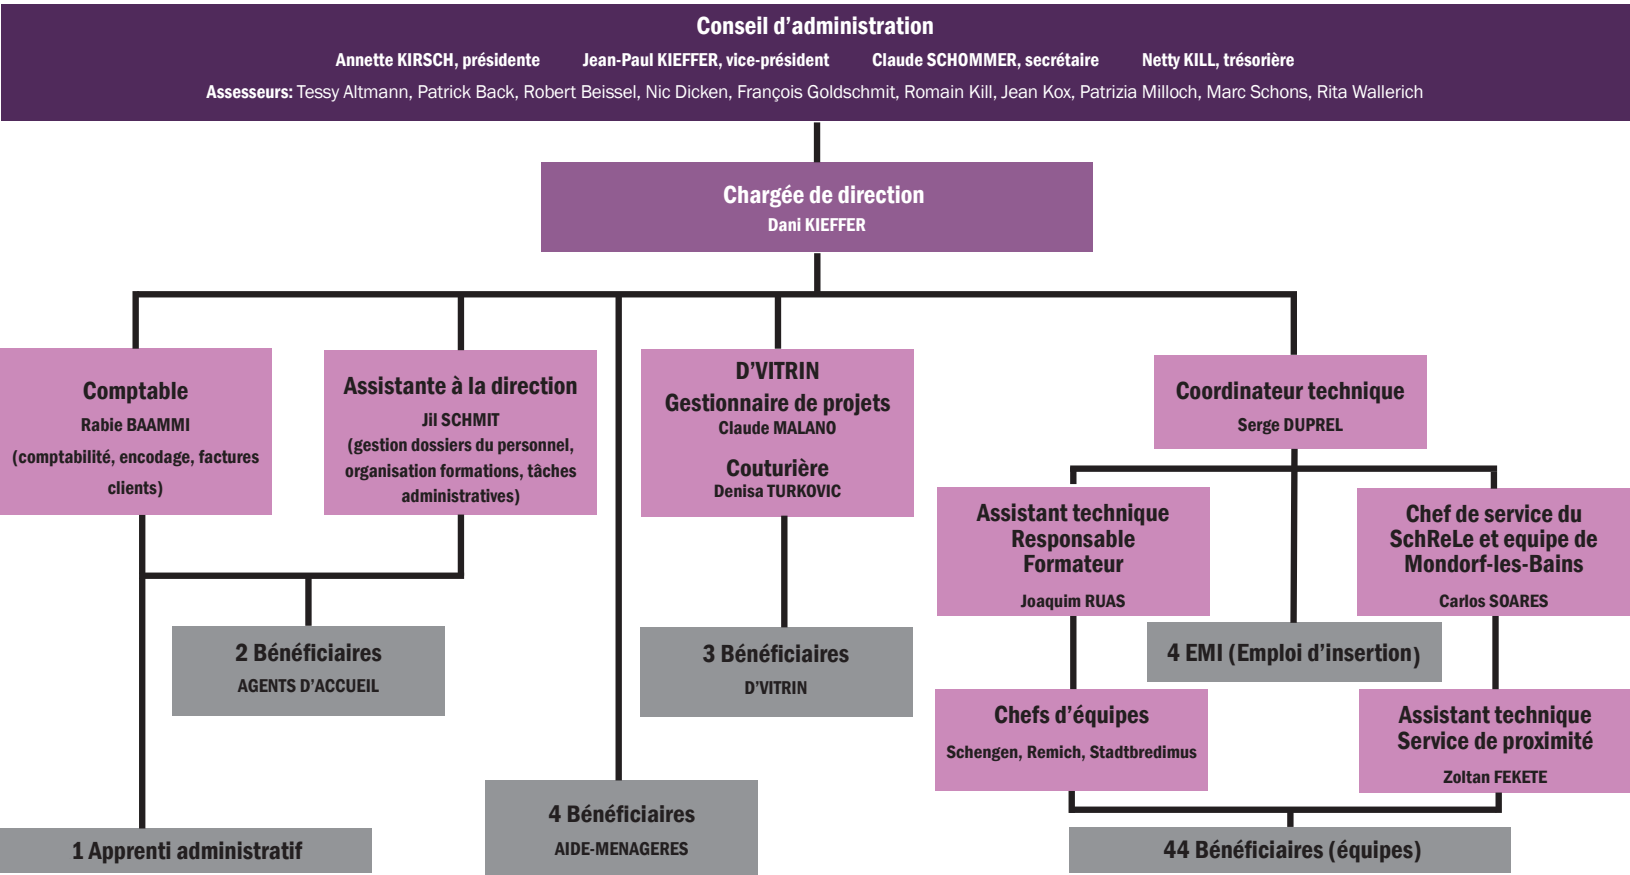 Conseil d’administration
Annette KIRSCH, présidente Jean-Paul KIEFFER, vice-président Claude SCHOMMER, secrétaire Netty KILL, trésorière
Assesseurs: Tessy Altmann, Patrick Back, Robert Beissel, Nic Dicken, François Goldschmit, Romain Kill, Jean Kox, Patrizia Milloch, Marc Schons, Rita Wallerich
Chargée de direction
Dani KIEFFER
Comptable
Rabie BAAMMI
(comptabilité, encodage, factures
clients)
Assistante à la direction
Jil SCHMIT
(gestion dossiers du personnel,
organisation formations, tâches
administratives)
D’VITRIN
Gestionnaire de projets
Claude MALANO
Couturière
Denisa TURKOVIC
Coordinateur technique
Serge DUPREL
Assistant technique
Responsable
Formateur
Joaquim RUAS
Chef de service du
SchReLe et equipe de
Mondorf-les-Bains
Carlos SOARES
2 Bénéficiaires
AGENTS D’ACCUEIL
3 Bénéficiaires
D’VITRIN
4 EMI (Emploi d’insertion)
Chefs d’équipes
Schengen, Remich, Stadtbredimus
Assistant technique
Service de proximité
Zoltan FEKETE
4 Bénéficiaires
AIDE-MENAGERES
1 Apprenti administratif
44 Bénéficiaires (équipes)